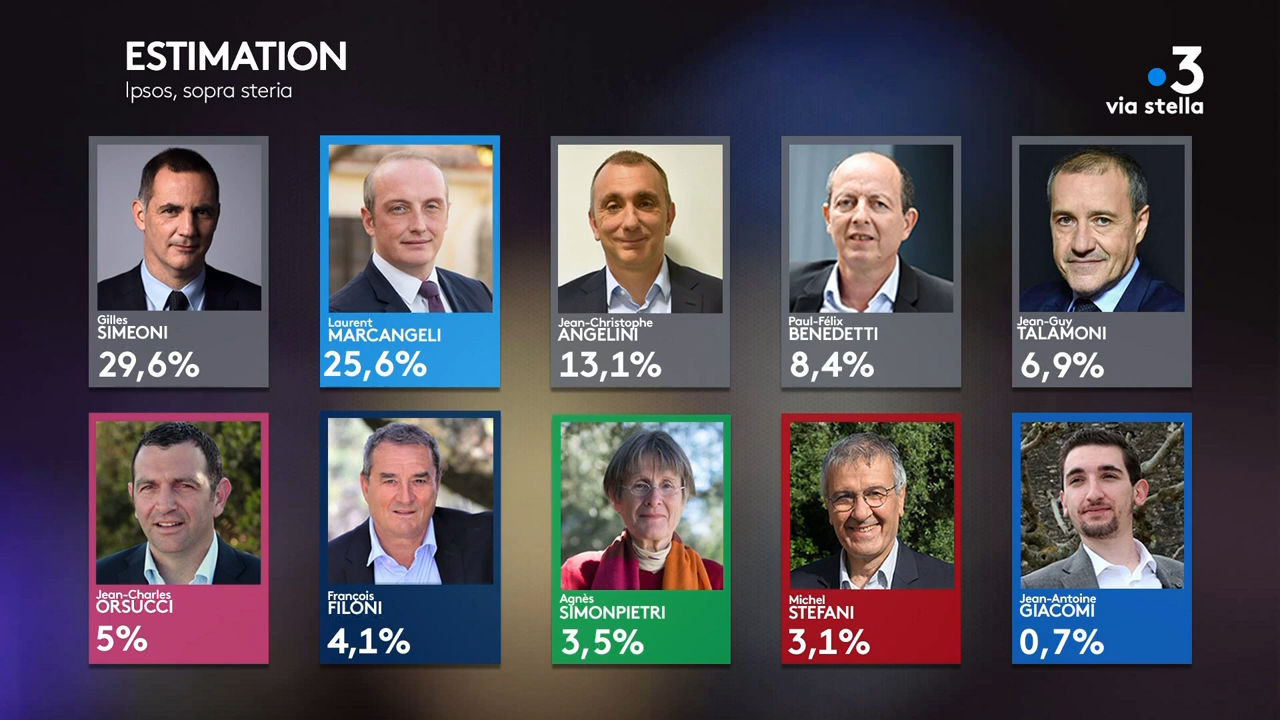 ESTIMATION
Ipsos, sopra steria
3
via stella
Gilles
SIMEONI
29,6%
Laurent
MARCANGELI
25,6%
Jean-Christophe
ANGELINI
13,1%
Paul-Félix
BENEDETTI
8,4%
Jean-Guy
TALAMONI
6,9%
Jean-Charles
ORSUCCI
5%
François
FILONI
4,1%
Agnès
SIMONPIETRI
3,5%
Michel
STEFANI
3,1%
Jean-Antoine
GIACOMI
0,7%